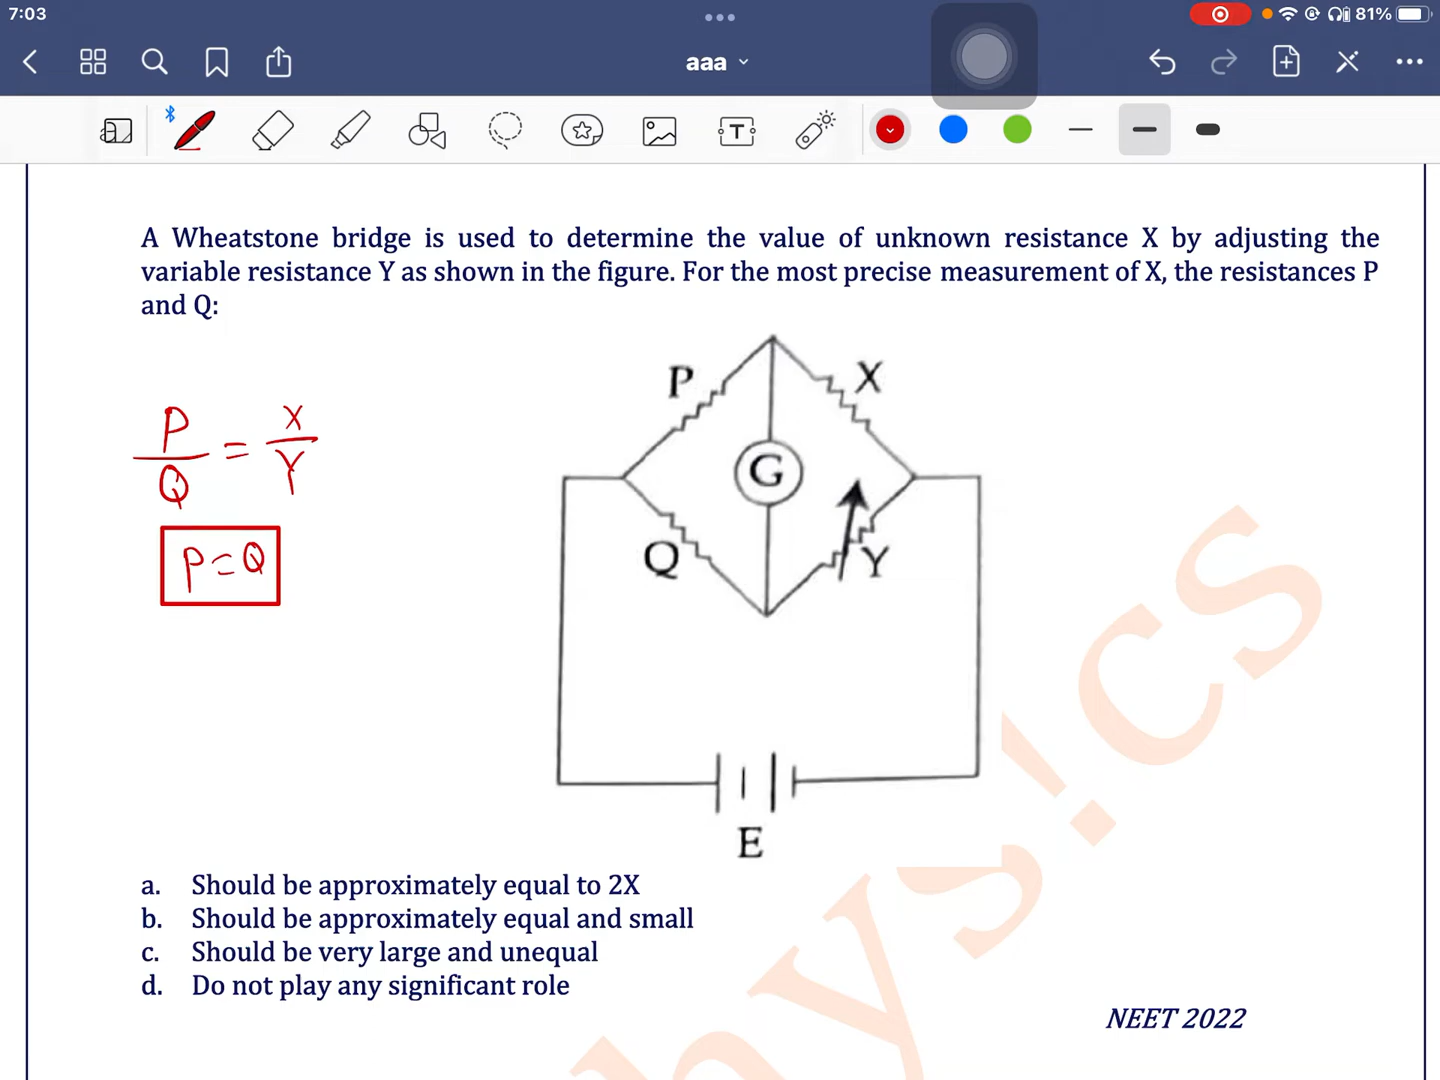 7:03
81%
aaa
T
A Wheatstone bridge is used to determine the value of unknown resistance X by adjusting the
variable resistance Y as shown in the figure. For the most precise measurement of X, the resistances P
and Q:
P
X
P/Q = X/Y
G
P=Q
Q
Y
E
a. Should be approximately equal to 2X
b. Should be approximately equal and small
c. Should be very large and unequal
d. Do not play any significant role
NEET 2022
hys!cs